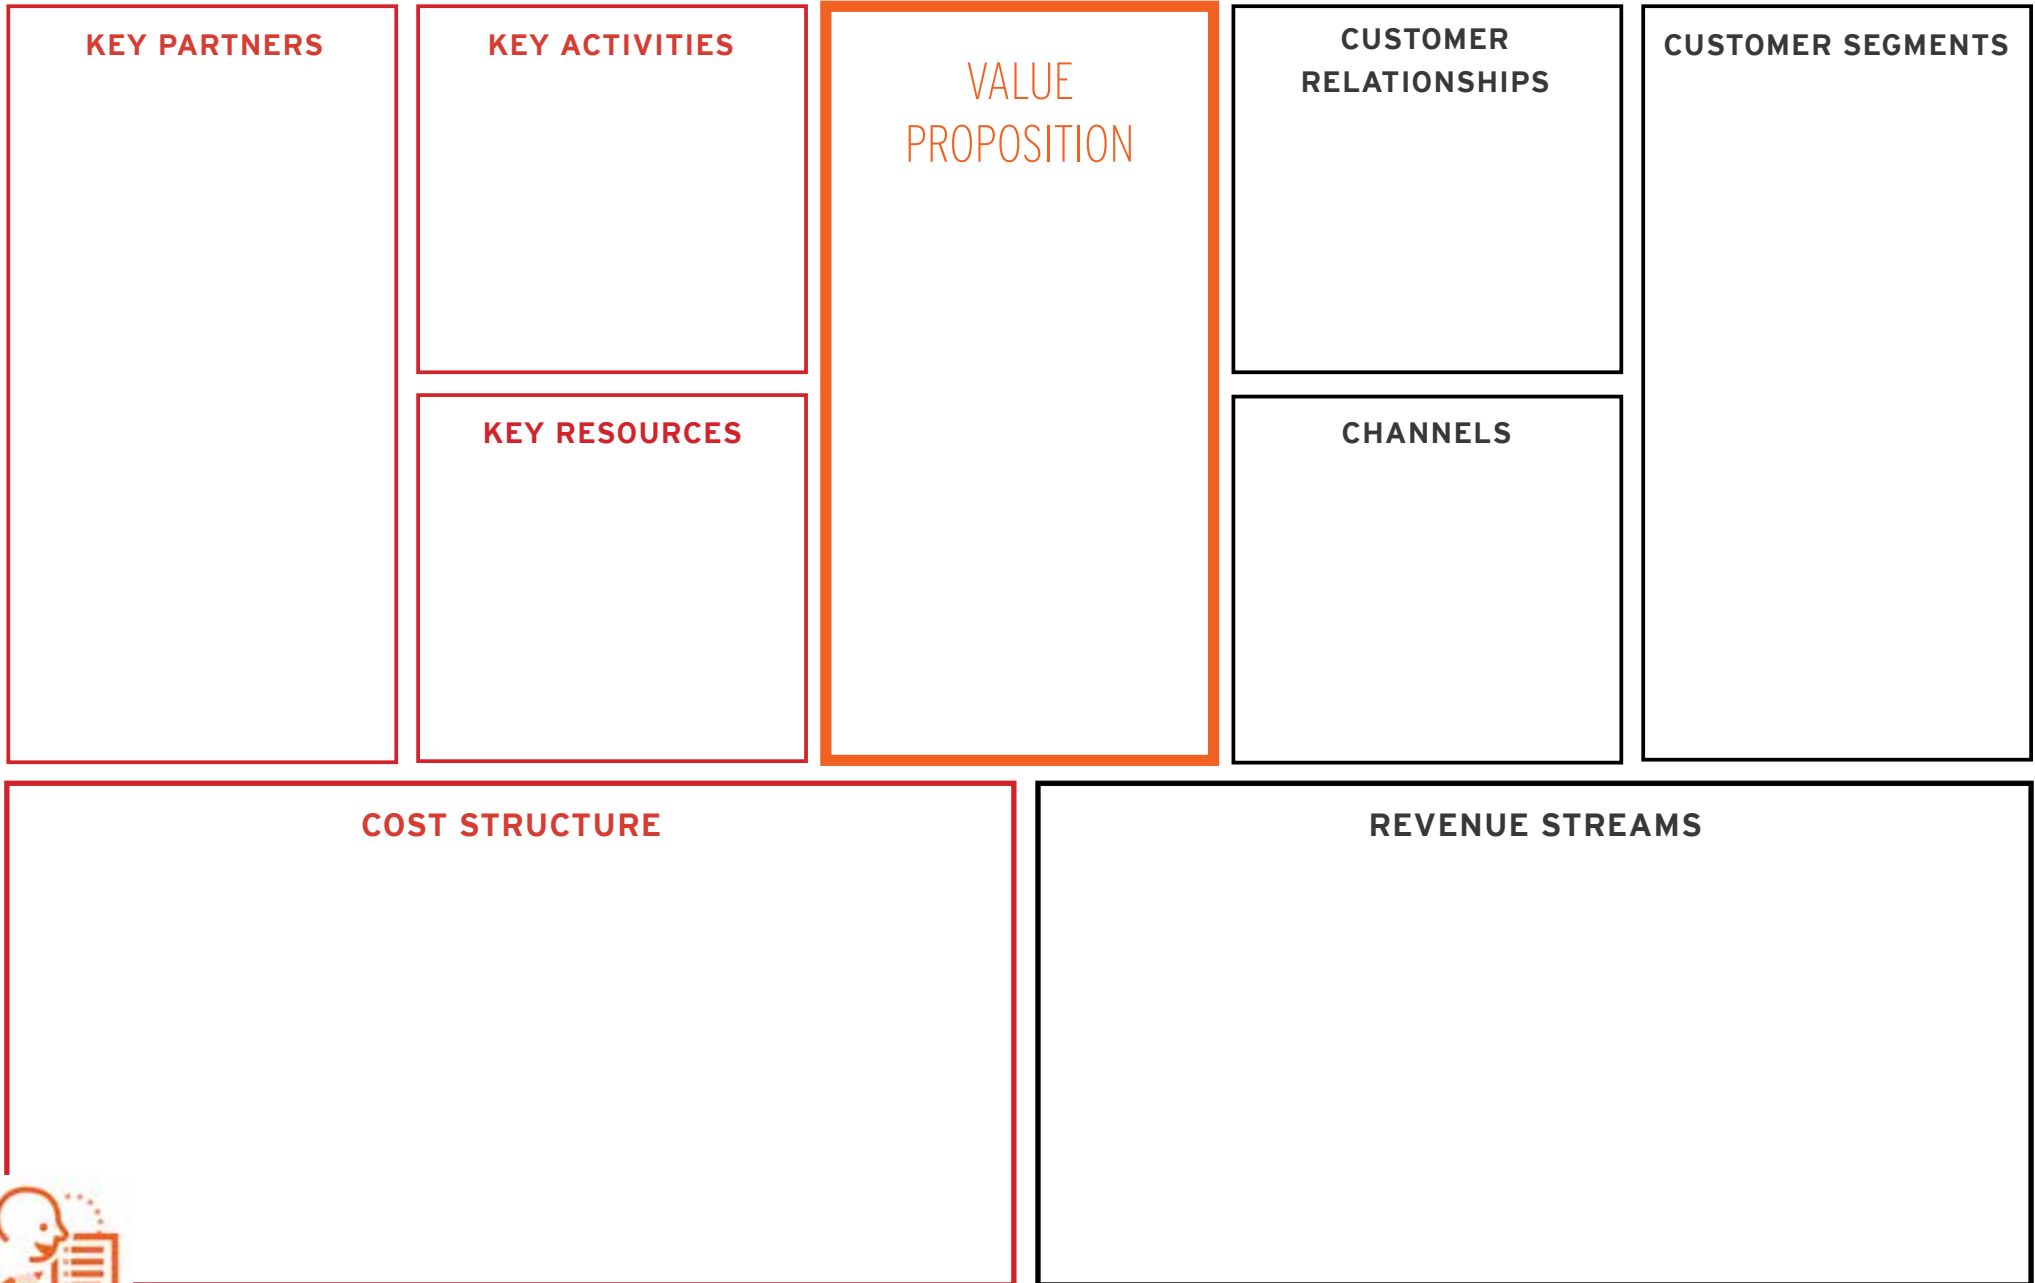 KEY PARTNERS
KEY ACTIVITIES
KEY RESOURCES
VALUE
PROPOSITION
CUSTOMER
RELATIONSHIPS
CHANNELS
CUSTOMER SEGMENTS
COST STRUCTURE
REVENUE STREAMS